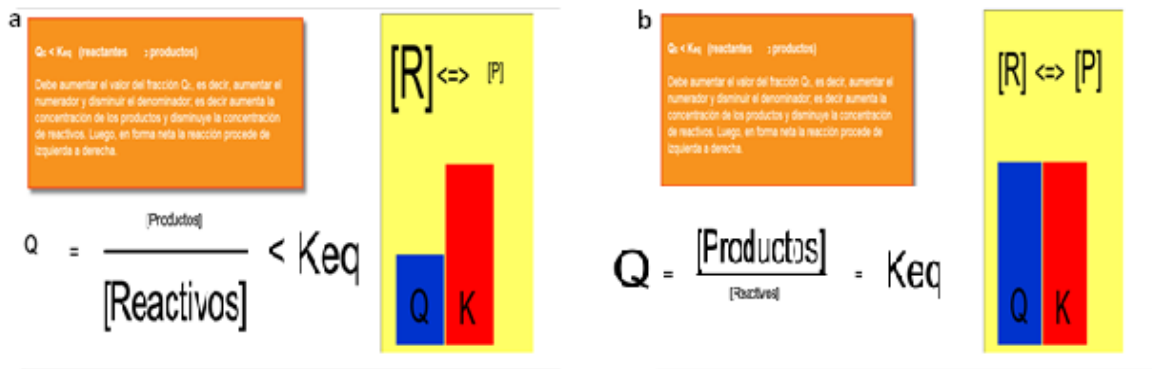 a
Qc < Keq (reactantes : productos)
Debe aumentar el valor del fracción Qc, es decir, aumentar el
numerador y disminuir el denominador; es decir aumenta la
concentración de los productos y disminuye la concentración
de reactivos. Luego, en forma neta la reacción procede de
izquierda a derecha.
Q = [Productos] / [Reactivos] < Keq
[R] <=> [P]
Q K
b
Qc < Keq (reactantes : productos)
Debe aumentar el valor del fracción Qc, es decir, aumentar el
numerador y disminuir el denominador; es decir aumenta la
concentración de los productos y disminuye la concentración
de reactivos. Luego, en forma neta la reacción procede de
izquierda a derecha.
Q = [Productos] / [Reactivos] = Keq
[R] <=> [P]
Q K